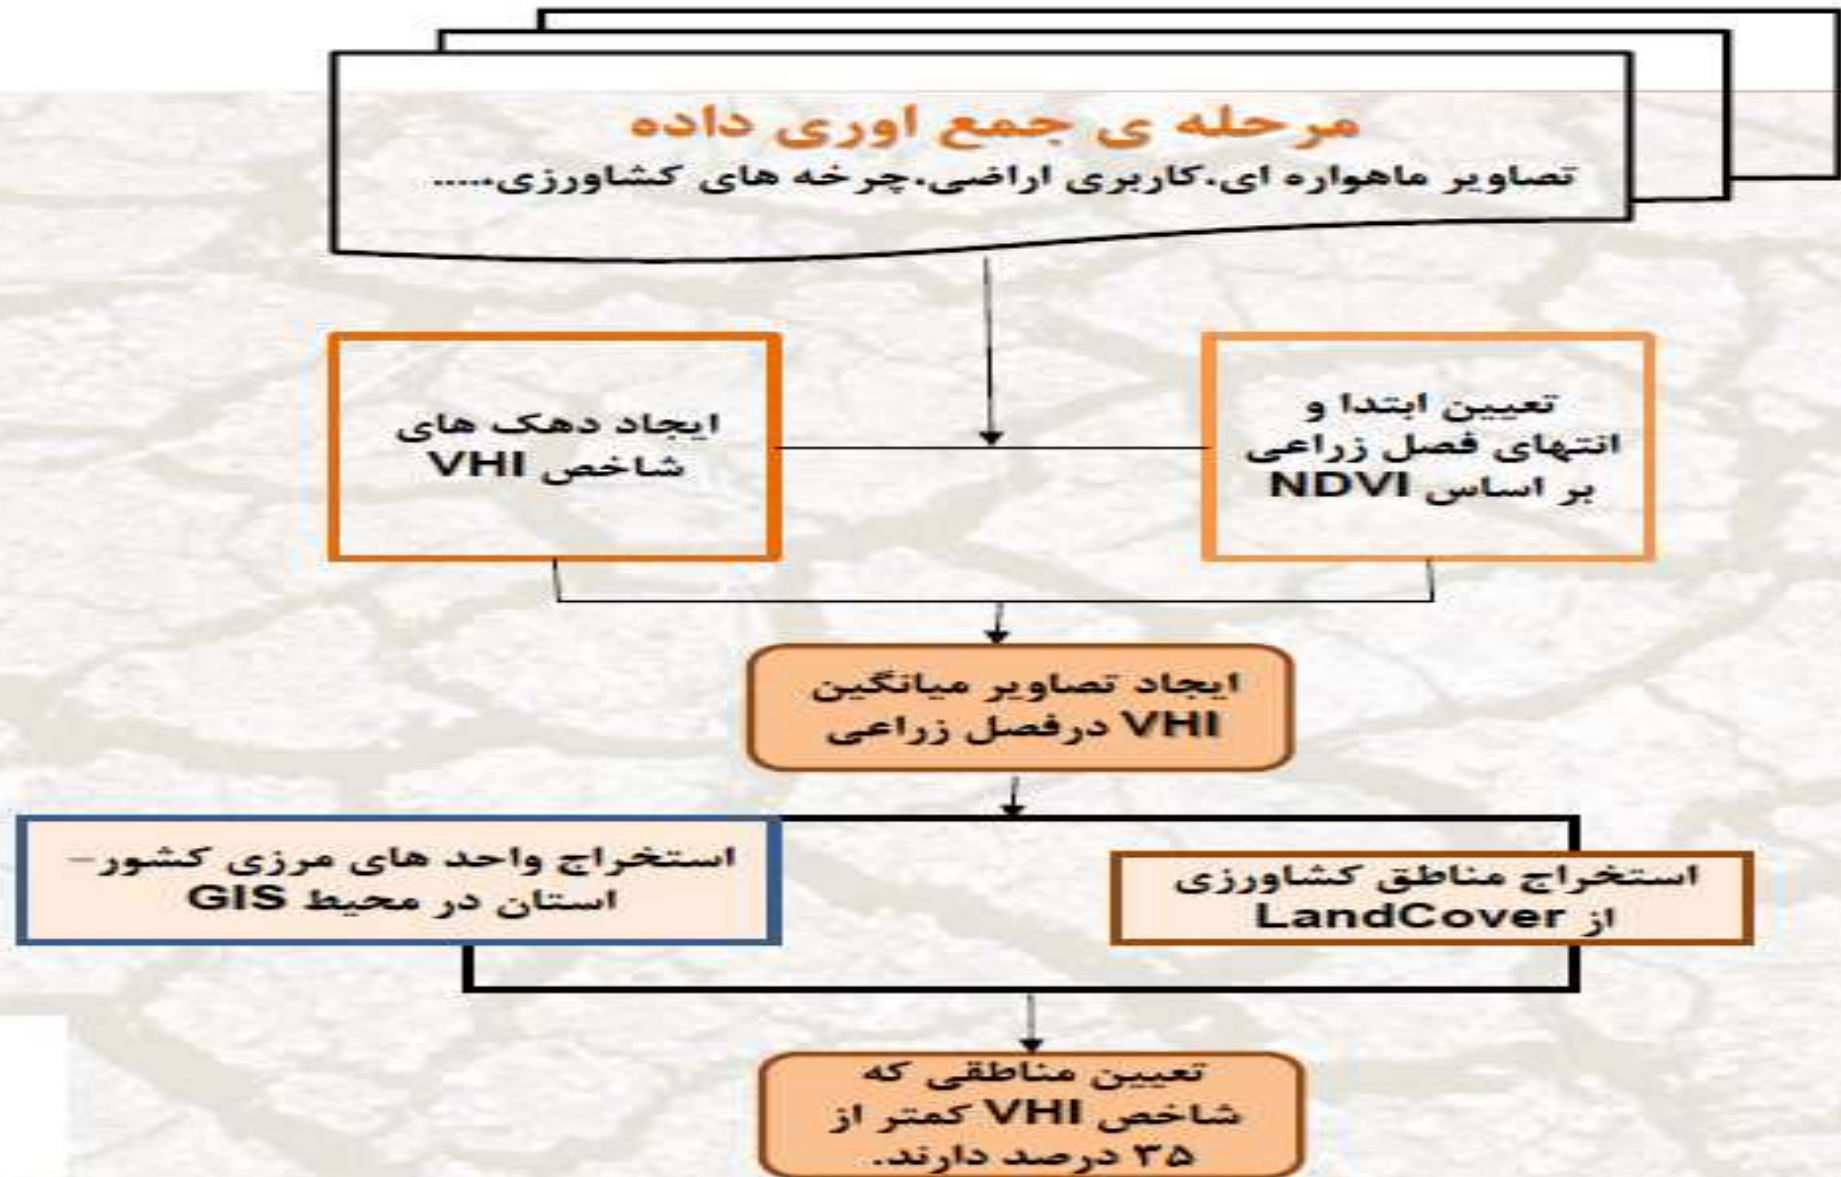 مرحله ی جمع اوری داده
تصاویر ماهواره ای،کاربری اراضی،چرخه های کشاورزی،....
تعیین ابتدا و
انتهای فصل زراعی
بر اساس NDVI
ایجاد دهک های
شاخص VHI
ایجاد تصاویر میانگین
VHI درفصل زراعی
استخراج مناطق کشاورزی
از LandCover
استخراج واحد های مرزی کشور–
استان در محیط GIS
تعیین مناطقی که
شاخص VHI کمتر از
۳۵ درصد دارند.